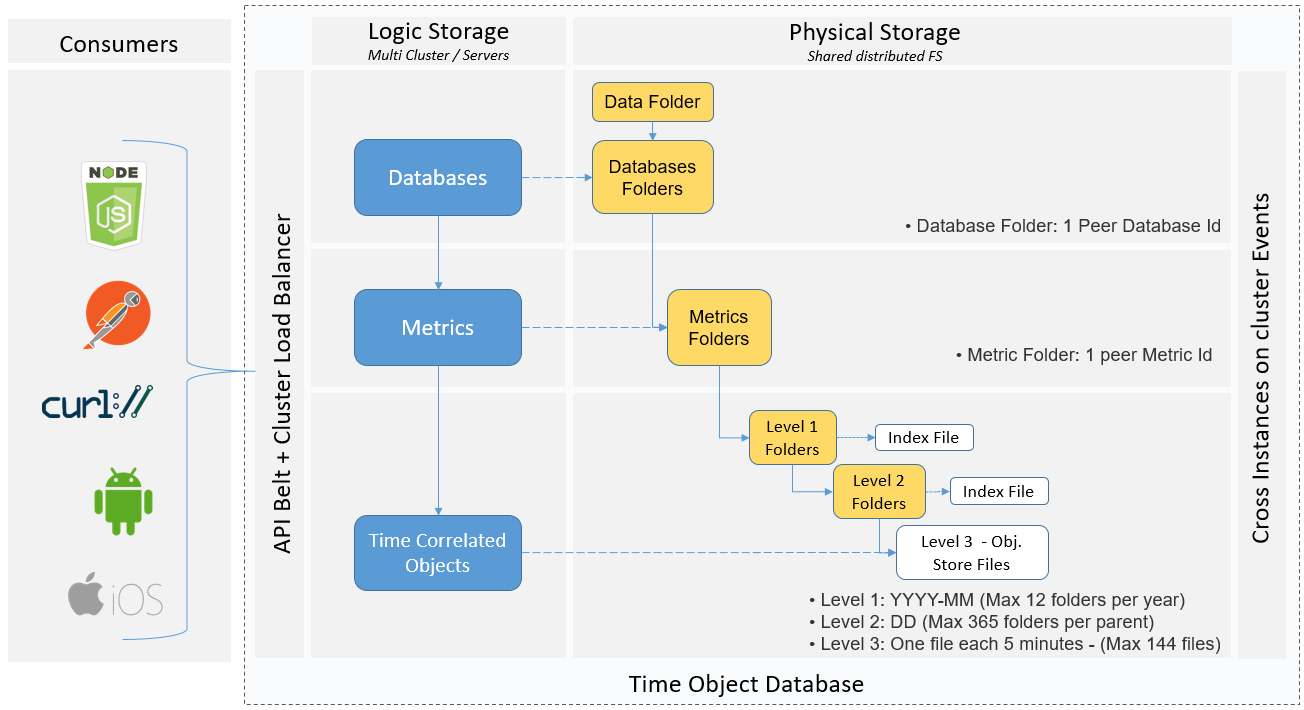 Consumers
NODE
JS
curl://
iOS
API Belt + Cluster Load Balancer
Logic Storage
Multi Cluster / Servers
Databases
Metrics
Time Correlated
Objects
Physical Storage
Shared distributed FS
Data Folder
Databases
Folders
• Database Folder: 1 Peer Database Id
Metrics
Folders
• Metric Folder: 1 peer Metric Id
Level 1
Folders
Index File
Level 2
Folders
Index File
Level 3 - Obj.
Store Files
• Level 1: YYYY-MM (Max 12 folders per year)
• Level 2: DD (Max 365 folders per parent)
• Level 3: One file each 5 minutes - (Max 144 files)
Cross Instances on cluster Events
Time Object Database